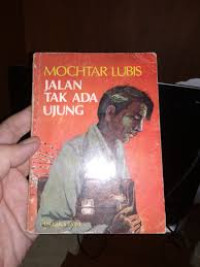 MOCHTAR LUBIS
JALAN
TAK ADA
UJUNG